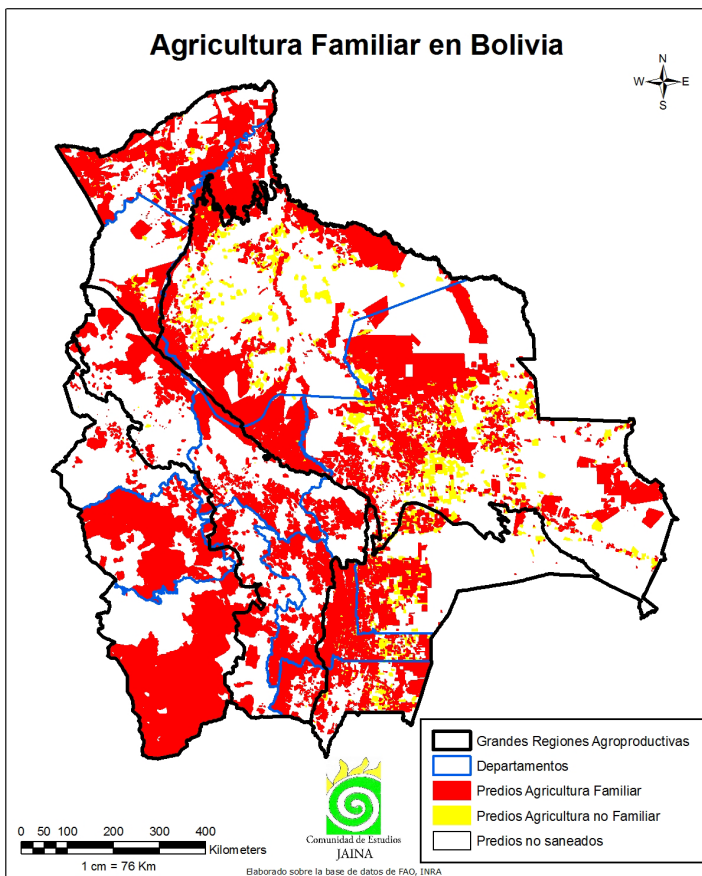 Agricultura Familiar en Bolivia
N
W E
S
Grandes Regiones Agroproductivas
Departamentos
Predios Agricultura Familiar
Predios Agricultura no Familiar
Predios no saneados
Comunidad de Estudios
JAINA
0 50 100 200 300 400
Kilometers
1 cm = 76 Km
Elaborado sobre la base de datos de FAO, INRA